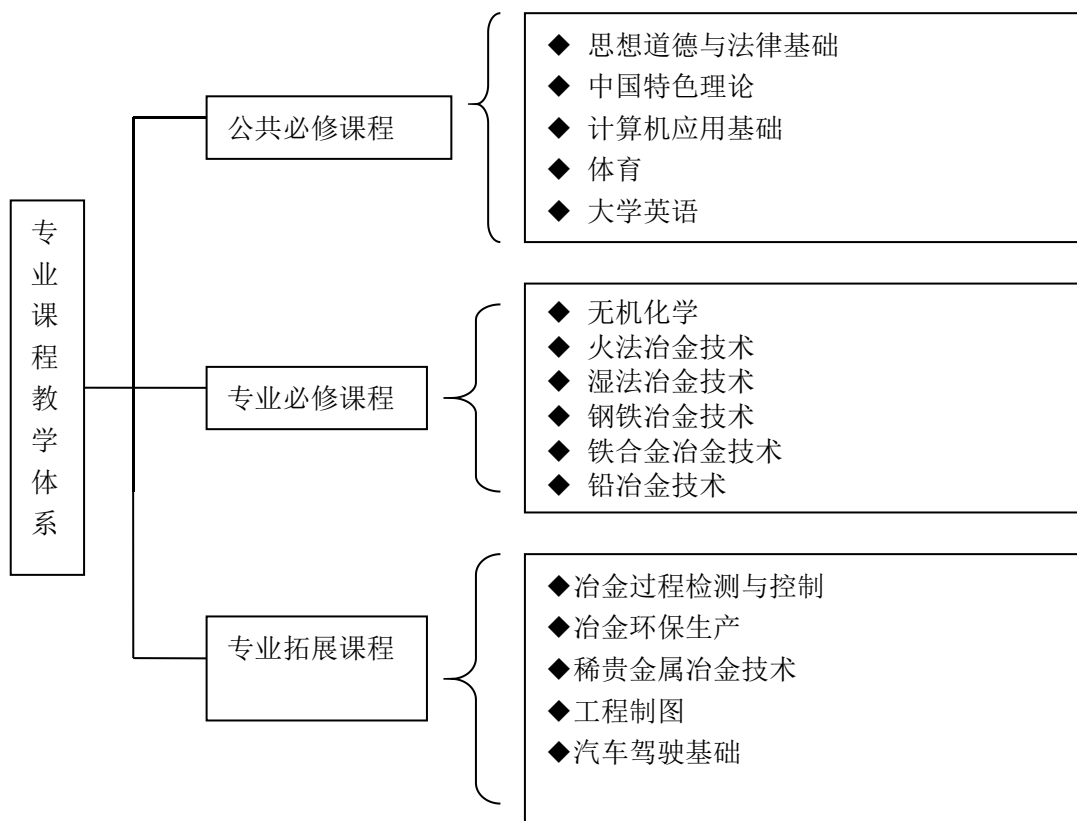 专业课程教学体系
公共必修课程
◆ 思想道德与法律基础
◆ 中国特色理论
◆ 计算机应用基础
◆ 体育
◆ 大学英语
专业必修课程
◆ 无机化学
◆ 火法冶金技术
◆ 湿法冶金技术
◆ 钢铁冶金技术
◆ 铁合金冶金技术
◆ 铅冶金技术
专业拓展课程
◆冶金过程检测与控制
◆冶金环保生产
◆稀贵金属冶金技术
◆工程制图
◆汽车驾驶基础